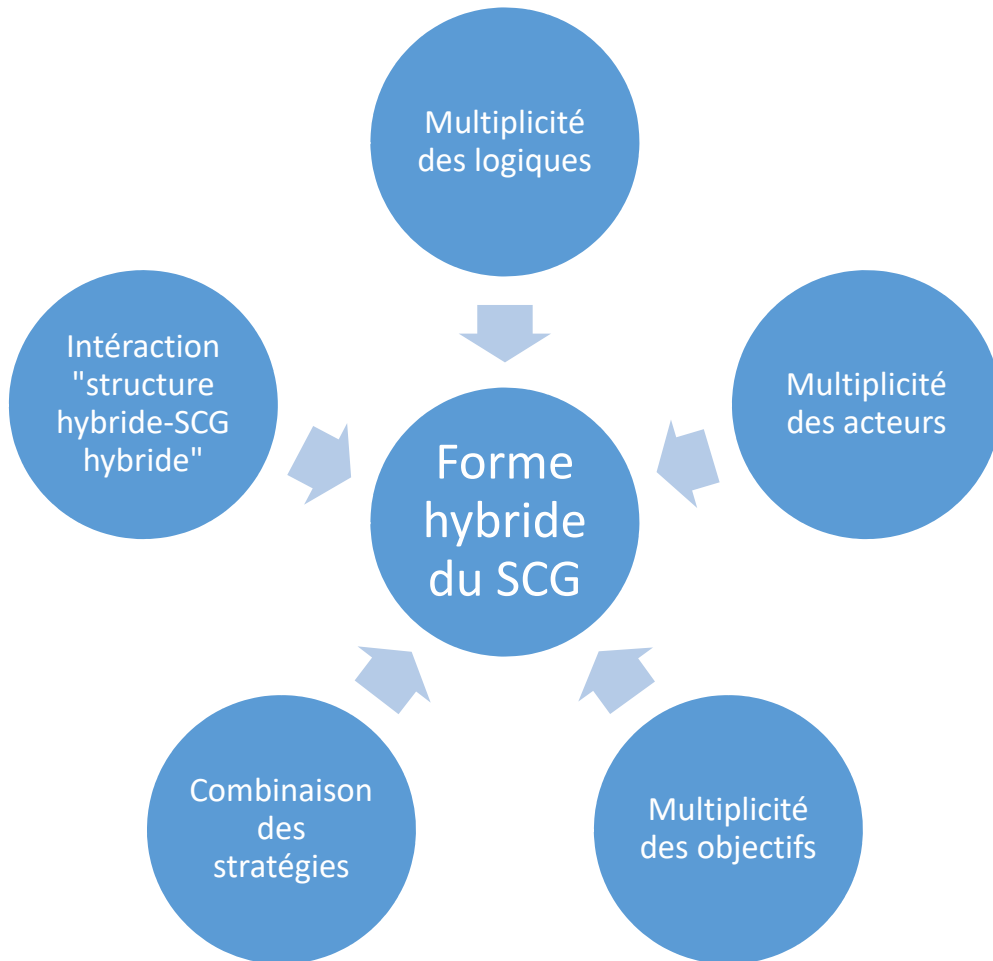 Multiplicité
des logiques
Intéraction
"structure
hybride-SCG
hybride"
Multiplicité
des acteurs
Forme
hybride
du SCG
Combinaison
des
stratégies
Multiplicité
des objectifs